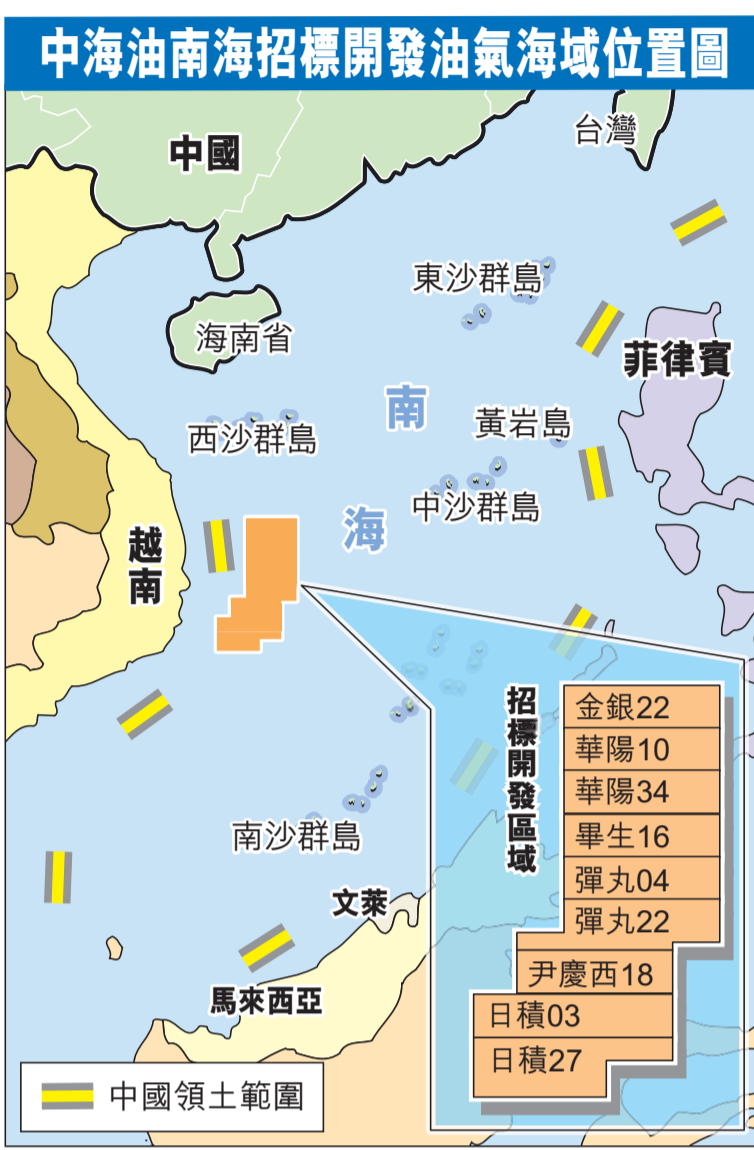 中海油南海招標開發油氣海域位置圖
中國
台灣
東沙群島
海南省
菲律賓
南
黃岩島
西沙群島
中沙群島
海
越南
招標開發區域
金銀22
華陽10
華陽34
畢生16
彈丸04
彈丸22
尹慶西18
日積03
日積27
南沙群島
文萊
馬來西亞
中國領土範圍